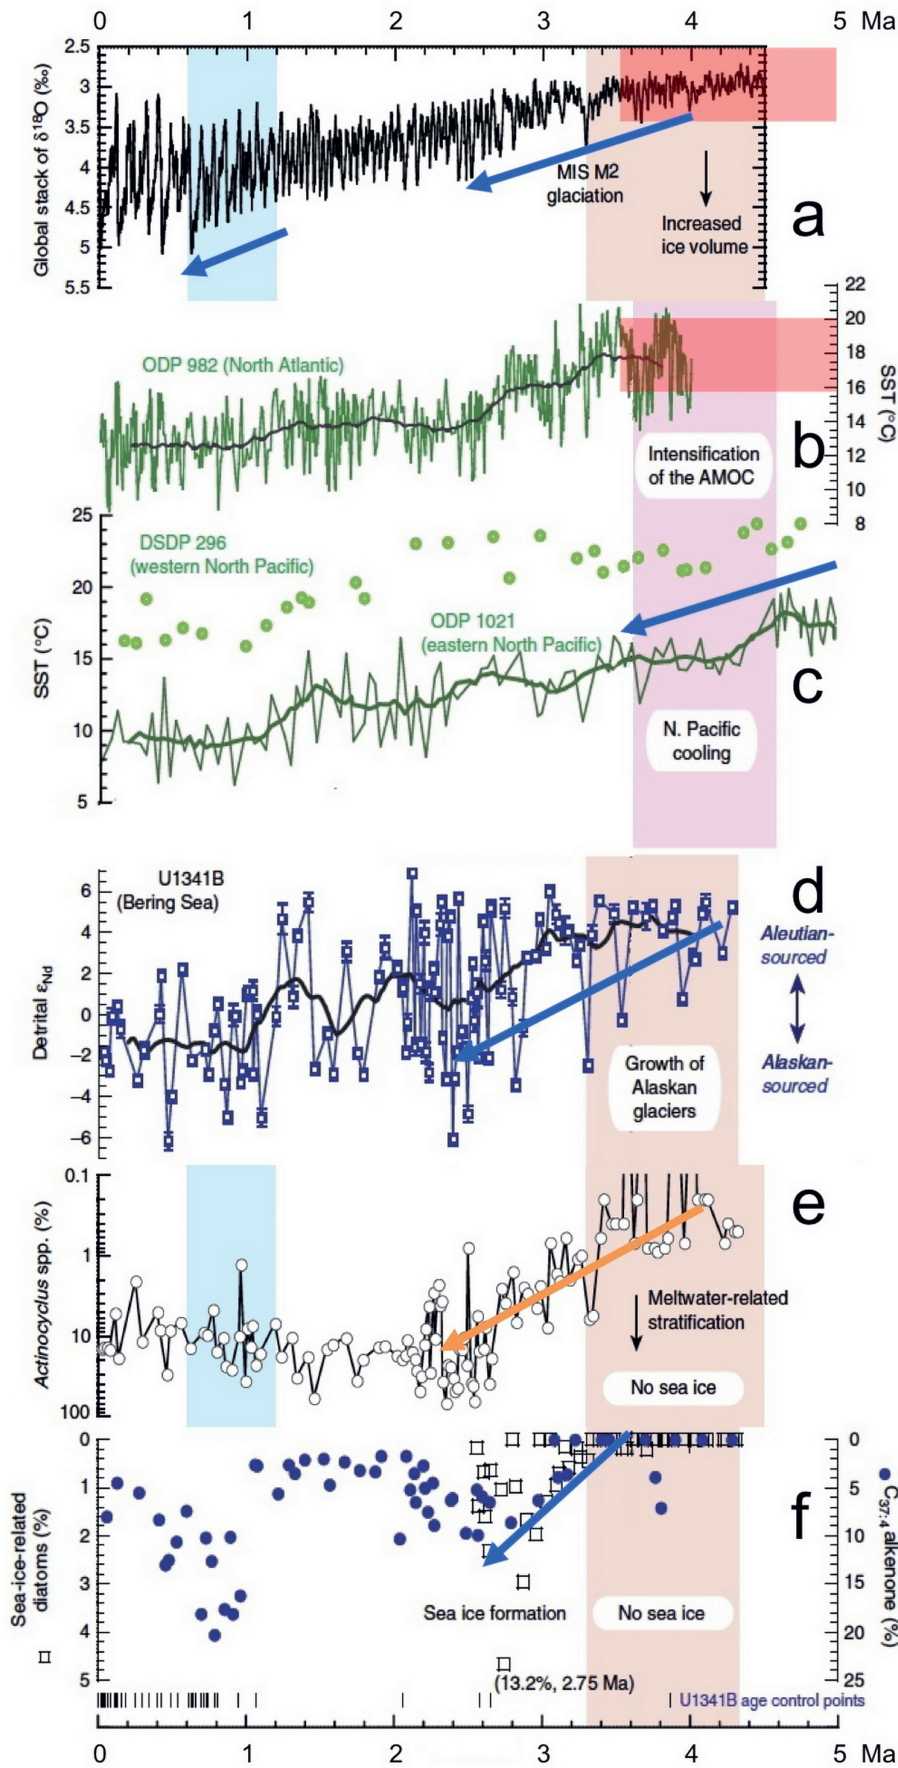 0 1 2 3 4 5 Ma
2.5
3
3.5
4
4.5
5
5.5
Global stack of δ¹⁸O (‰)
MIS M2
glaciation
Increased
ice volume
a
22
20
18
16
14
12
10
8
SST (°C)
ODP 982 (North Atlantic)
Intensification
of the AMOC
b
25
20
15
10
5
SST (°C)
DSDP 296
(western North Pacific)
ODP 1021
(eastern North Pacific)
N. Pacific
cooling
c
6
4
2
0
−2
−4
−6
Detrital εNd
U1341B
(Bering Sea)
Growth of
Alaskan
glaciers
d
Aleutian-
sourced
Alaskan-
sourced
0.1
1
10
100
Actinocyclus spp. (%)
Meltwater-related
stratification
No sea ice
e
0
1
2
3
4
5
Sea-ice-related
diatoms (%)
Sea ice formation
No sea ice
(13.2%, 2.75 Ma)
U1341B age control points
f
0
5
10
15
20
25
C37:4 alkenone (%)
0 1 2 3 4 5 Ma